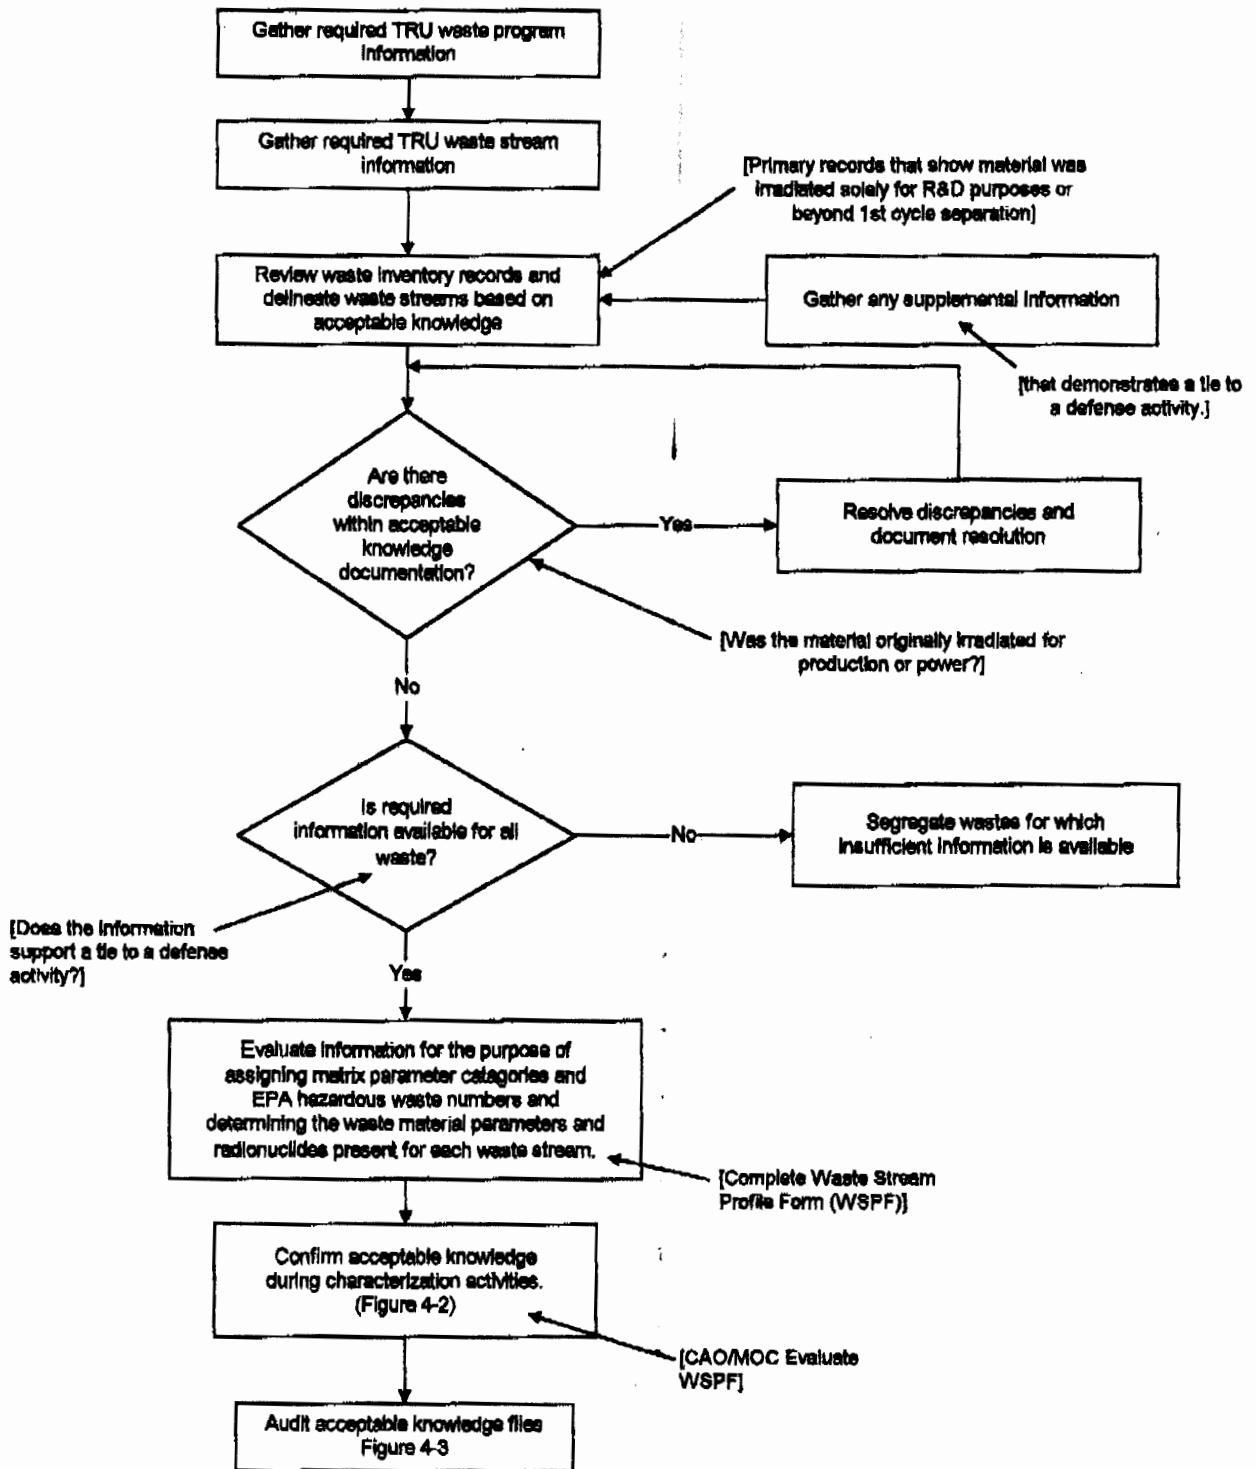 Gather required TRU waste program
information
Gather required TRU waste stream
information
[Primary records that show material was
irradiated solely for R&D purposes or
beyond 1st cycle separation]
Review waste inventory records and
delineate waste streams based on
acceptable knowledge
Gather any supplemental information
[that demonstrates a tie to
a defense activity.]
Are there
discrepancies
within acceptable
knowledge
documentation?
Yes
Resolve discrepancies and
document resolution
[Was the material originally irradiated for
production or power?]
No
Is required
information available for all
waste?
No
Segregate wastes for which
insufficient information is available
[Does the information
support a tie to a defense
activity?]
Yes
Evaluate information for the purpose of
assigning matrix parameter catagories and
EPA hazardous waste numbers and
determining the waste material parameters and
radionuclides present for each waste stream.
[Complete Waste Stream
Profile Form (WSPF)]
Confirm acceptable knowledge
during characterization activities.
(Figure 4-2)
[CAO/MOC Evaluate
WSPF]
Audit acceptable knowledge files
Figure 4-3